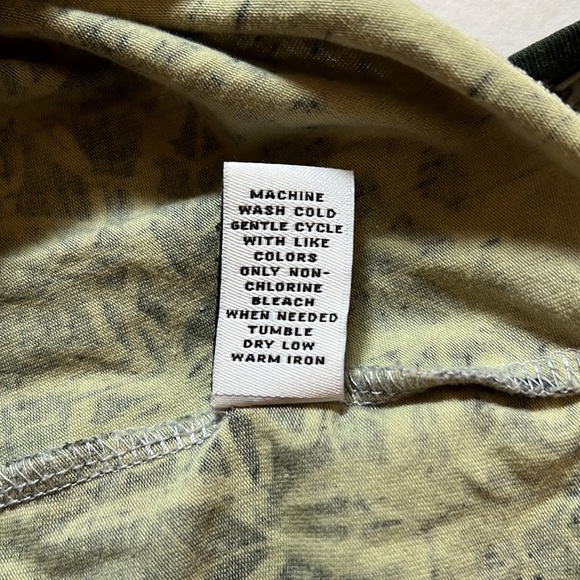 MACHINE
WASH COLD
GENTLE CYCLE
WITH LIKE
COLORS
ONLY NON-
CHLORINE
BLEACH
WHEN NEEDED
TUMBLE
DRY LOW
WARM IRON